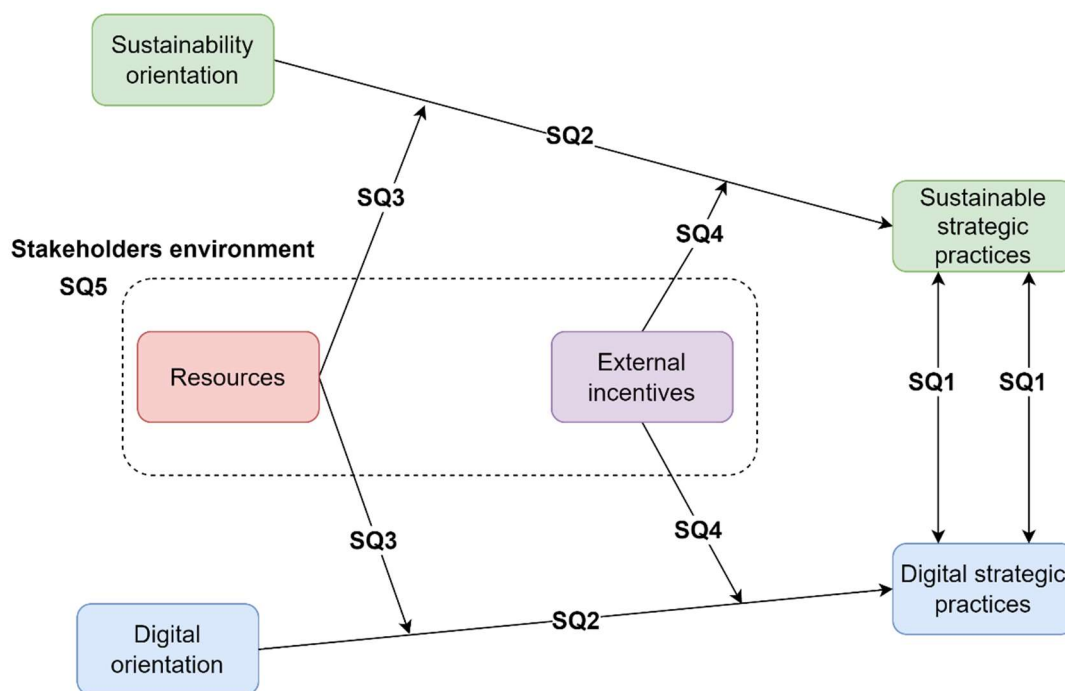 Sustainability
orientation
SQ2
Sustainable
strategic
practices
SQ3
SQ4
Stakeholders environment
SQ5
Resources
External
incentives
SQ1
SQ1
SQ3
SQ4
Digital strategic
practices
SQ2
Digital
orientation